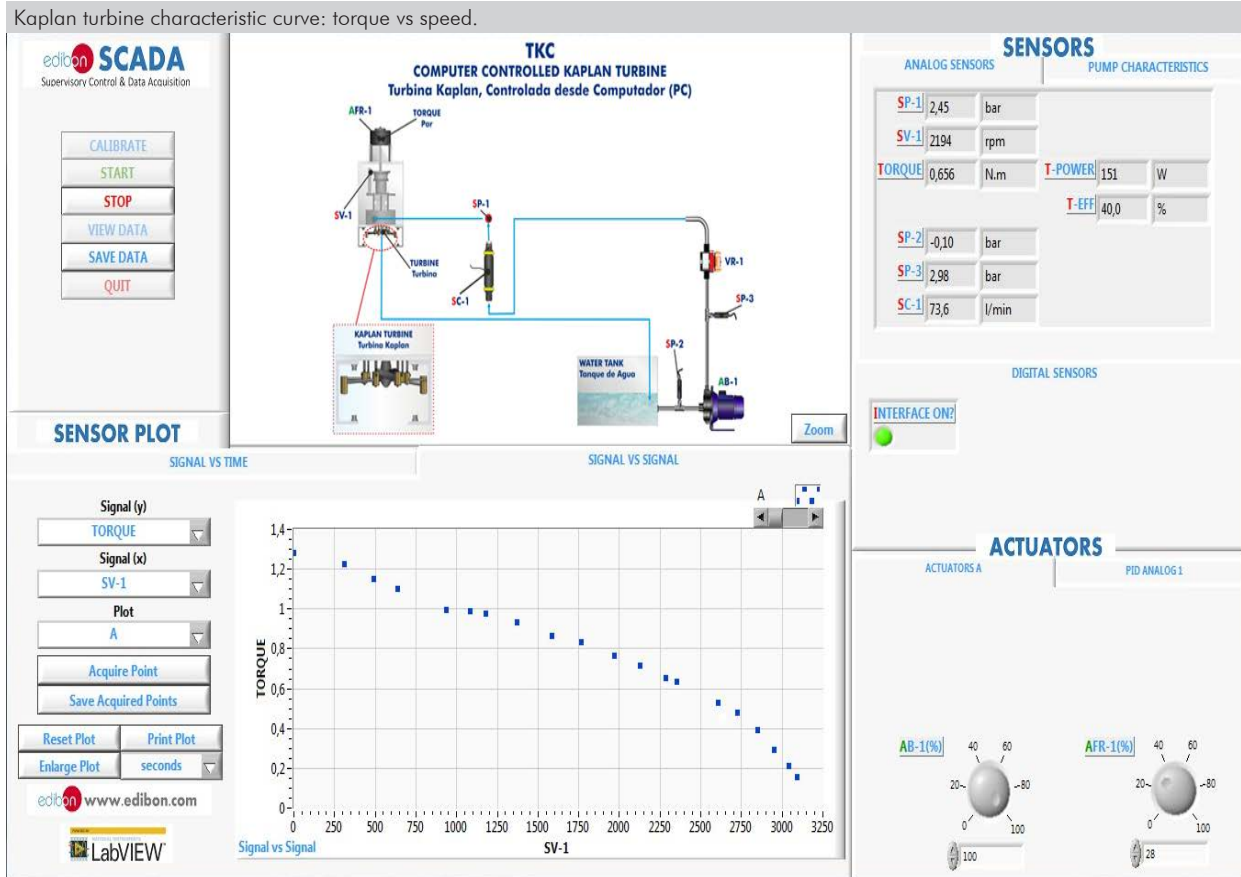 Kaplan turbine characteristic curve: torque vs speed.
edibon SCADA
Supervisory Control & Data Acquisition
CALIBRATE
START
STOP
VIEW DATA
SAVE DATA
QUIT
TKC
COMPUTER CONTROLLED KAPLAN TURBINE
Turbina Kaplan, Controlada desde Computador (PC)
AFR-1
TORQUE
Par
SV-1
SP-1
TURBINE
Turbina
SC-1
VR-1
SP-3
KAPLAN TURBINE
Turbina Kaplan
SP-2
WATER TANK
Tanque de Agua
AB-1
Zoom
SENSORS
ANALOG SENSORS
PUMP CHARACTERISTICS
SP-1 2,45 bar
SV-1 2194 rpm
TORQUE 0,656 N.m
T-POWER 151 W
T-EFF 40,0 %
SP-2 -0,10 bar
SP-3 2,98 bar
SC-1 73,6 l/min
DIGITAL SENSORS
INTERFACE ON?
SENSOR PLOT
SIGNAL VS TIME
SIGNAL VS SIGNAL
Signal (y)
TORQUE
Signal (x)
SV-1
Plot
A
Acquire Point
Save Acquired Points
Reset Plot
Print Plot
Enlarge Plot
seconds
edibon www.edibon.com
LabVIEW
A
TORQUE
1,4
1,2
1
0,8
0,6
0,4
0,2
0
0 250 500 750 1000 1250 1500 1750 2000 2250 2500 2750 3000 3250
Signal vs Signal
SV-1
ACTUATORS
ACTUATORS A
PID ANALOG 1
AB-1(%)
0 20 40 60 80 100
100
AFR-1(%)
0 20 40 60 80 100
28